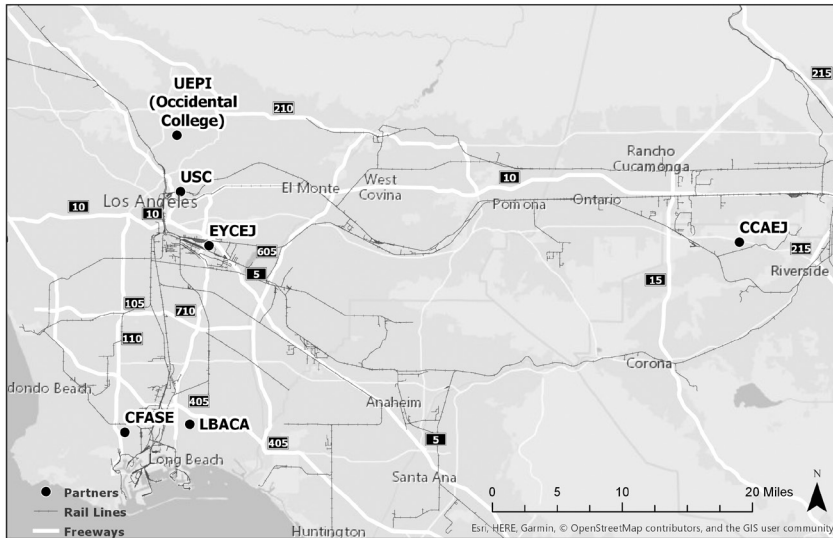 UEPI
(Occidental
College)
210
215
USC
El Monte
West
Covina
10
Rancho
Cucamonga
Los Angeles
10
10
Pomona
Ontario
EYCEJ
605
CCAEJ
215
5
15
Riverside
105
710
110
Corona
dondo Beach
405
Anaheim
CFASE
LBACA
405
5
Long Beach
Santa Ana
Partners
Rail Lines
Freeways
Huntington
0 5 10 20 Miles
N
Esri, HERE, Garmin, © OpenStreetMap contributors, and the GIS user community